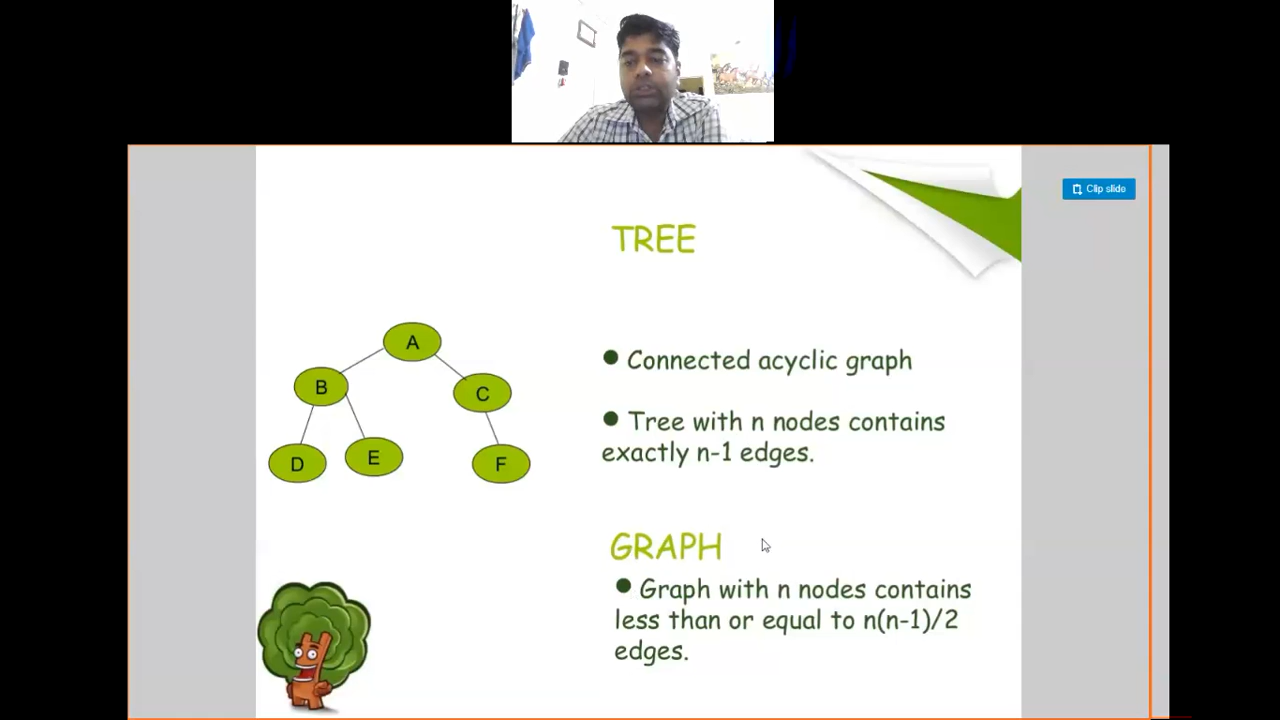 Clip slide
TREE
A
B
C
D
E
F
● Connected acyclic graph
● Tree with n nodes contains
exactly n-1 edges.
GRAPH
● Graph with n nodes contains
less than or equal to n(n-1)/2
edges.